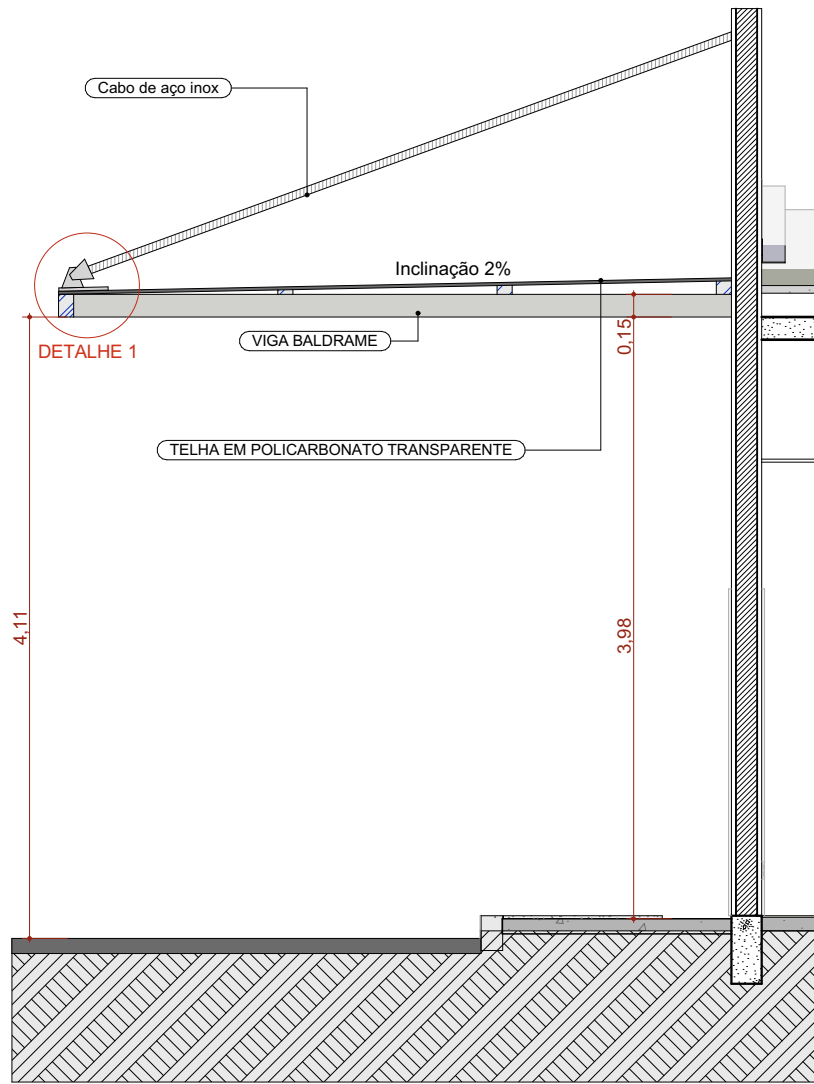 Cabo de aço inox
Inclinação 2%
DETALHE 1
VIGA BALDRAME
0,15
TELHA EM POLICARBONATO TRANSPARENTE
4,11
3,98